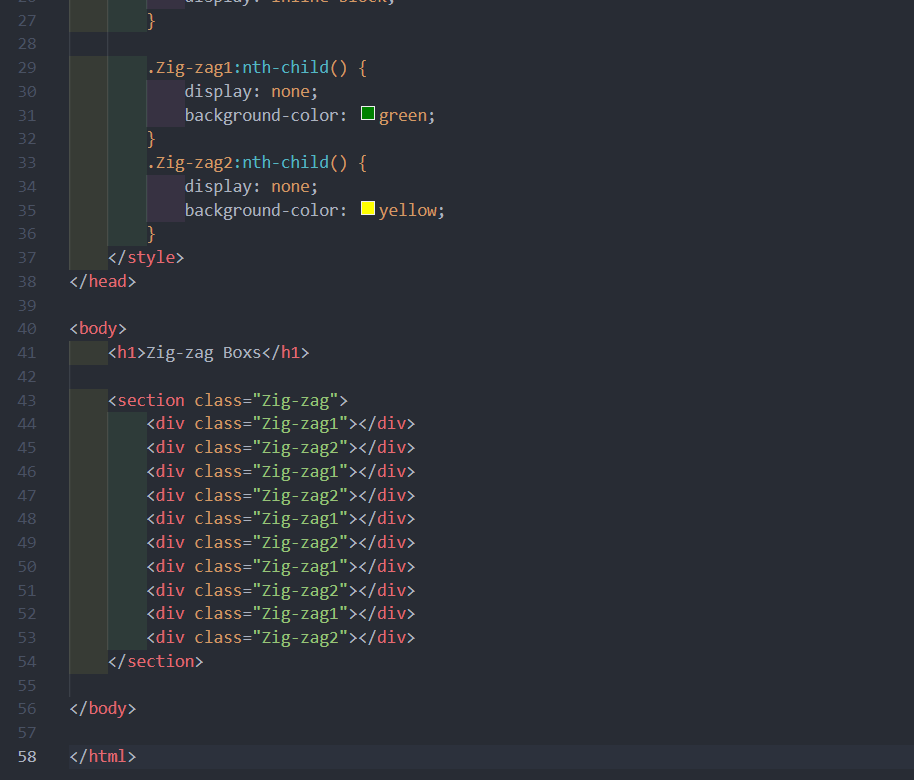 27 }
28
29 .Zig-zag1:nth-child() {
30 display: none;
31 background-color: green;
32 }
33 .Zig-zag2:nth-child() {
34 display: none;
35 background-color: yellow;
36 }
37 </style>
38 </head>
39
40 <body>
41 <h1>Zig-zag Boxs</h1>
42
43 <section class="Zig-zag">
44 <div class="Zig-zag1"></div>
45 <div class="Zig-zag2"></div>
46 <div class="Zig-zag1"></div>
47 <div class="Zig-zag2"></div>
48 <div class="Zig-zag1"></div>
49 <div class="Zig-zag2"></div>
50 <div class="Zig-zag1"></div>
51 <div class="Zig-zag2"></div>
52 <div class="Zig-zag1"></div>
53 <div class="Zig-zag2"></div>
54 </section>
55
56 </body>
57
58 </html>